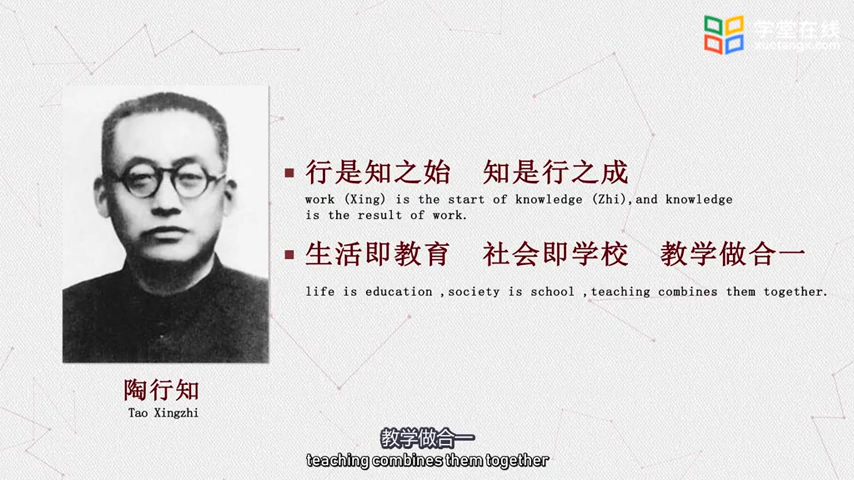 学堂在线
xuetangx.com
行是知之始 知是行之成
work (Xing) is the start of knowledge (Zhi),and knowledge
is the result of work.
生活即教育 社会即学校 教学做合一
life is education ,society is school ,teaching combines them together.
陶行知
Tao Xingzhi
教学做合一
teaching combines them together